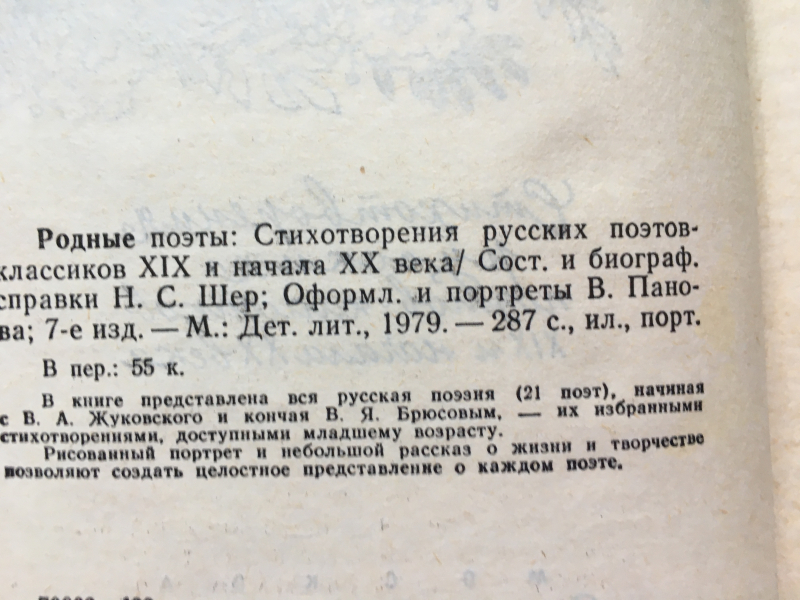 Родные поэты: Стихотворения русских поэтов-
классиков XIX и начала XX века/ Сост. и биограф.
справки Н. С. Шер; Оформл. и портреты В. Пано-
ва; 7-е изд. — М.: Дет. лит., 1979. — 287 с., ил., порт.
В пер.: 55 к.
В книге представлена вся русская поэзия (21 поэт), начиная
с В. А. Жуковского и кончая В. Я. Брюсовым, — их избранными
стихотворениями, доступными младшему возрасту.
Рисованный портрет и небольшой рассказ о жизни и творчестве
позволяют создать целостное представление о каждом поэте.